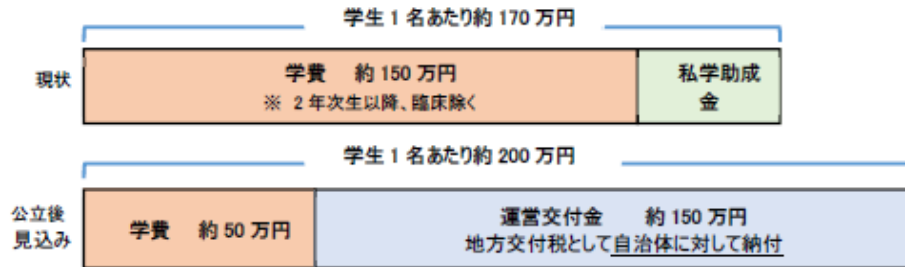 学生 1 名あたり約 170 万円
現状
学費 約 150 万円
※ 2 年次生以降、臨床除く
私学助成
金
学生 1 名あたり約 200 万円
公立後
見込み
学費 約 50 万円
運営交付金 約 150 万円
地方交付税として自治体に対して納付